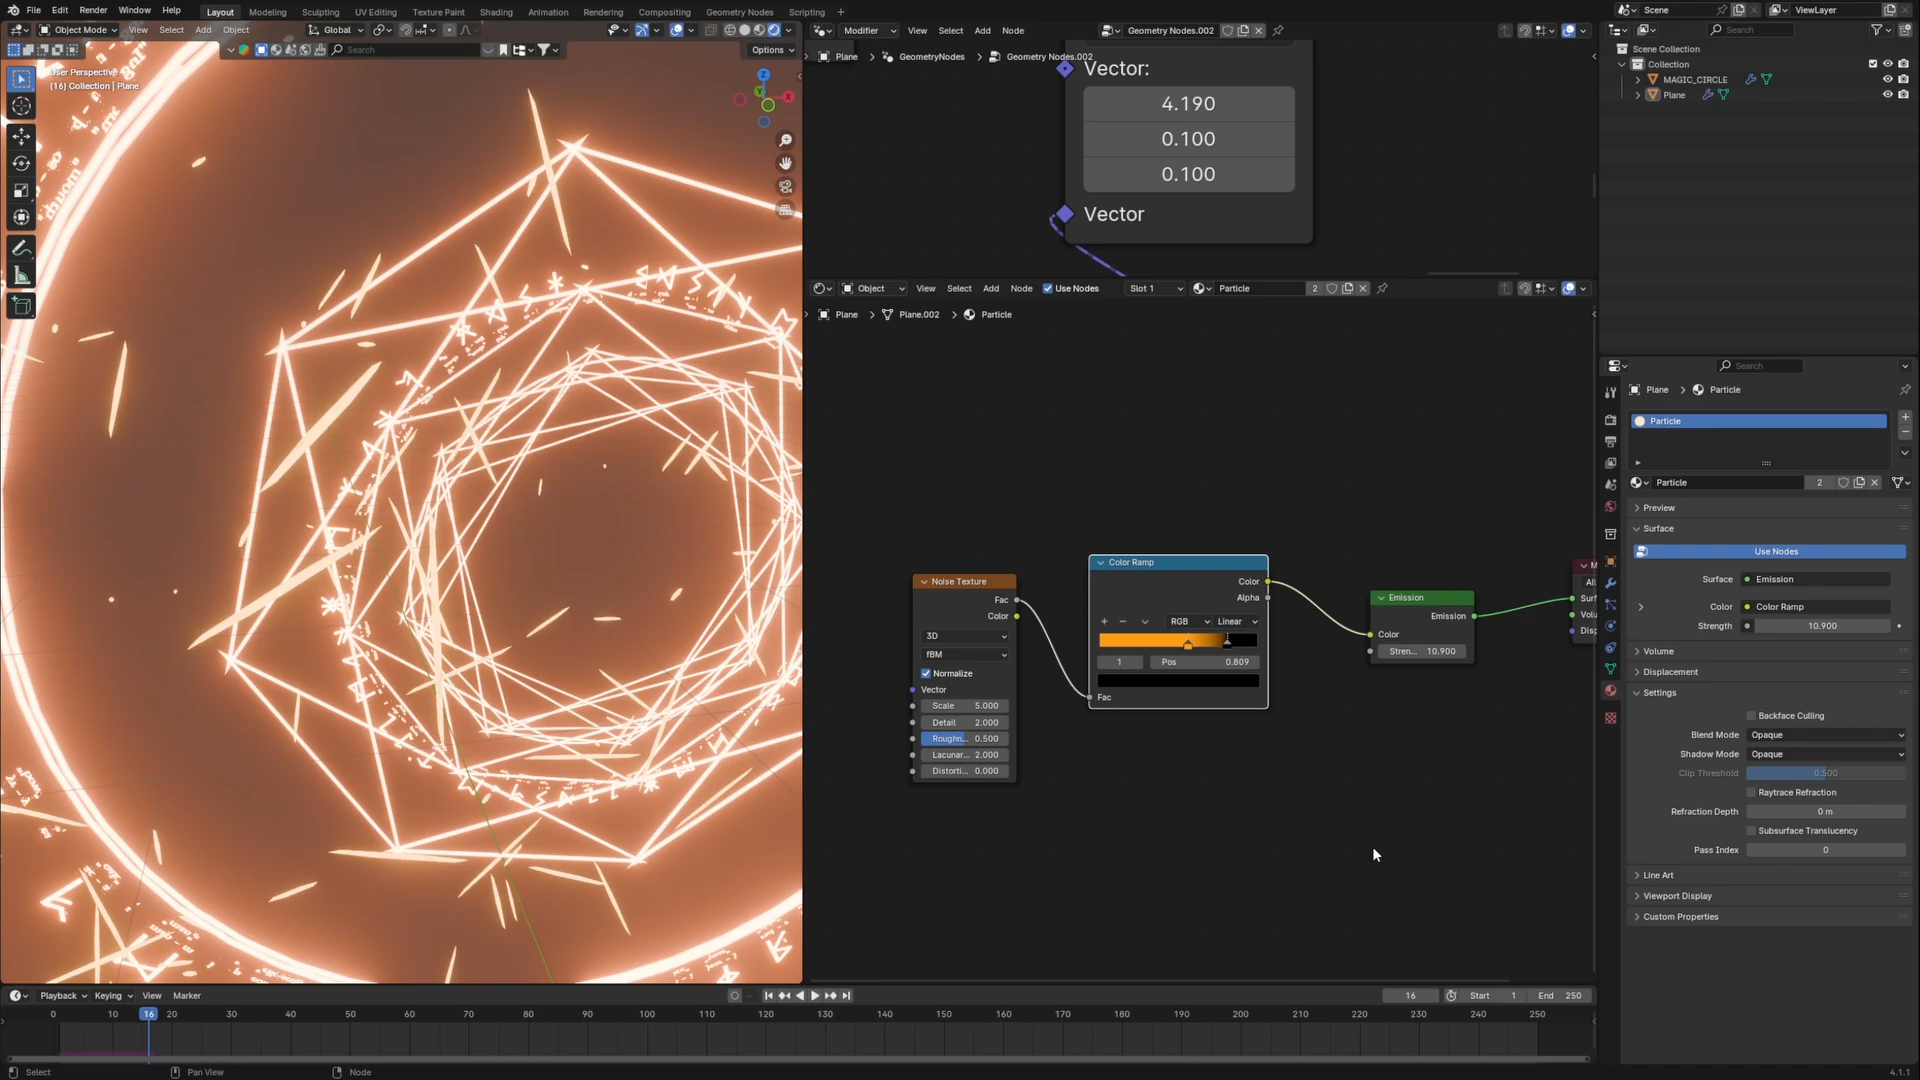 File Edit Render Window Help Layout Modeling Sculpting UV Editing Texture Paint Shading Animation Rendering Compositing Geometry Nodes Scripting + Scene ViewLayer
Object Mode View Select Add Object Global
Search Options
User Perspective
(16) Collection | Plane
Z
Y
X
Modifier View Select Add Node Geometry Nodes.002
Plane GeometryNodes Geometry Nodes.002
Vector:
4.190
0.100
0.100
Vector
Object View Select Add Node Use Nodes Slot 1 Particle 2
Plane Plane.002 Particle
Noise Texture
Fac
Color
3D
fBM
Normalize
Vector
Scale 5.000
Detail 2.000
Roughn... 0.500
Lacunar... 2.000
Distorti... 0.000
Color Ramp
Color
Alpha
RGB Linear
1 Pos 0.809
Fac
Emission
Emission
Color
Stren... 10.900
M
All
Surf
Volu
Disp
Search
Scene Collection
Collection
MAGIC_CIRCLE
Plane
Search
Plane Particle
Particle
Particle 2
Preview
Surface
Use Nodes
Surface Emission
Color Color Ramp
Strength 10.900
Volume
Displacement
Settings
Backface Culling
Blend Mode Opaque
Shadow Mode Opaque
Clip Threshold 0.500
Raytrace Refraction
Refraction Depth 0 m
Subsurface Translucency
Pass Index 0
Line Art
Viewport Display
Custom Properties
Playback Keying View Marker 16 Start 1 End 250
0 10 16 20 30 40 50 60 70 80 90 100 110 120 130 140 150 160 170 180 190 200 210 220 230 240 250
Select Pan View Node 4.1.1